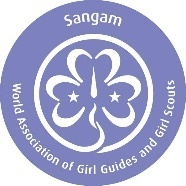 Sangam
World Association of Girl Guides and Girl Scouts